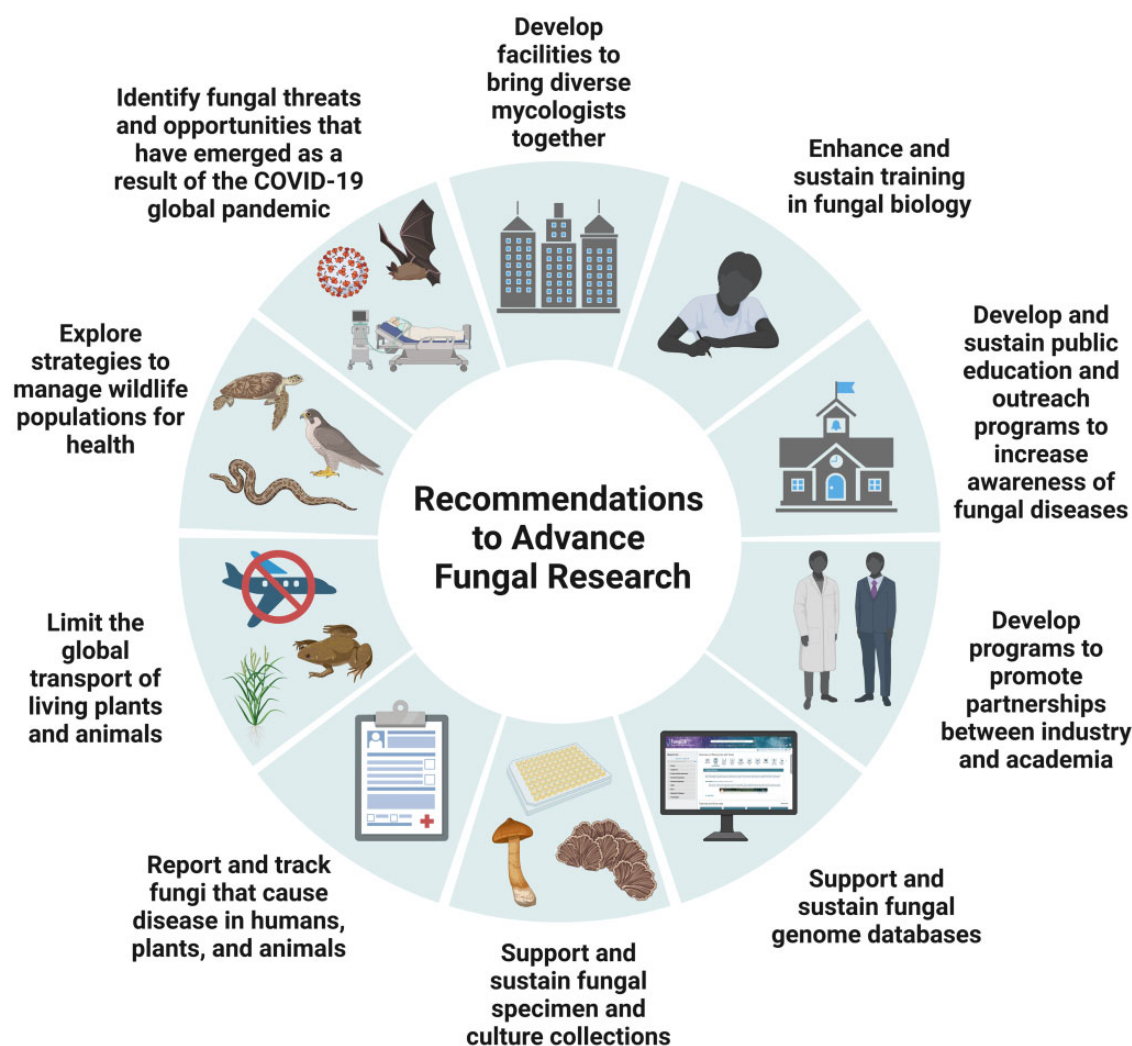 Develop
facilities to
bring diverse
mycologists
together
Enhance and
sustain training
in fungal biology
Develop and
sustain public
education and
outreach
programs to
increase
awareness of
fungal diseases
Develop
programs to
promote
partnerships
between industry
and academia
Support and
sustain fungal
genome databases
Support and
sustain fungal
specimen and
culture collections
Report and track
fungi that cause
disease in humans,
plants, and animals
Limit the
global
transport of
living plants
and animals
Explore
strategies to
manage wildlife
populations for
health
Identify fungal threats
and opportunities that
have emerged as a
result of the COVID-19
global pandemic
Recommendations
to Advance
Fungal Research